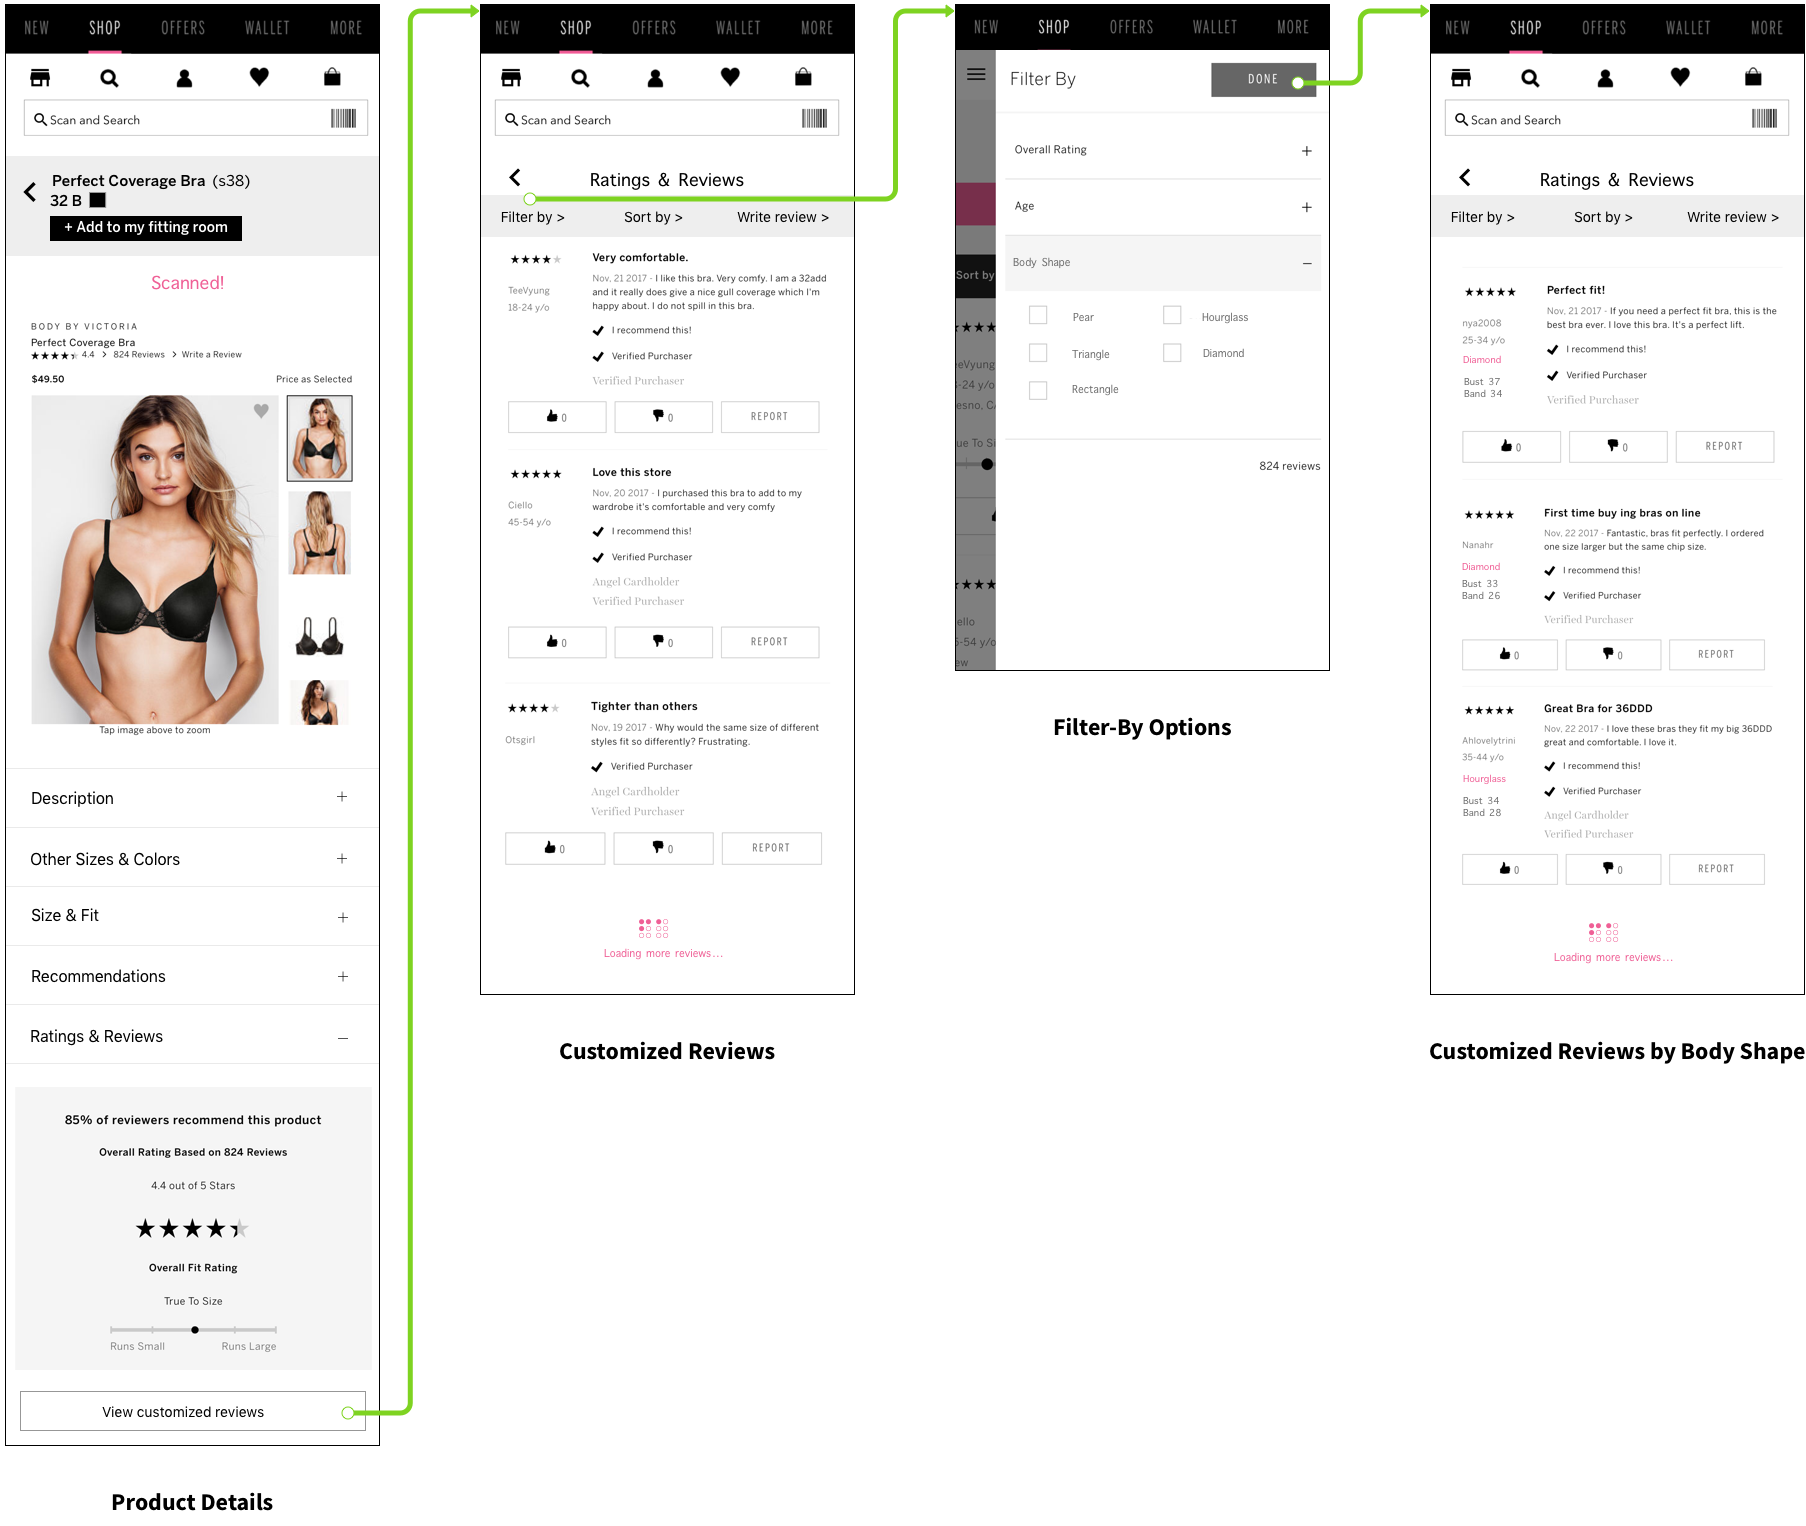 NEW SHOP OFFERS WALLET MORE
Scan and Search
Perfect Coverage Bra (s38)
32 B
+ Add to my fitting room
Scanned!
BODY BY VICTORIA
Perfect Coverage Bra
4.4 > 824 Reviews > Write a Review
$49.50 Price as Selected
Tap image above to zoom
Description +
Other Sizes & Colors +
Size & Fit +
Recommendations +
Ratings & Reviews –
85% of reviewers recommend this product
Overall Rating Based on 824 Reviews
4.4 out of 5 Stars
Overall Fit Rating
True To Size
Runs Small Runs Large
View customized reviews
Product Details
NEW SHOP OFFERS WALLET MORE
Scan and Search
Ratings & Reviews
Filter by > Sort by > Write review >
Very comfortable.
TeeVyung
18-24 y/o
Nov, 21 2017 - I like this bra. Very comfy. I am a 32add
and it really does give a nice gull coverage which I'm
happy about. I do not spill in this bra.
I recommend this!
Verified Purchaser
Verified Purchaser
0 0 REPORT
Love this store
Ciello
45-54 y/o
Nov, 20 2017 - I purchased this bra to add to my
wardrobe it's comfortable and very comfy
I recommend this!
Verified Purchaser
Angel Cardholder
Verified Purchaser
0 0 REPORT
Tighter than others
Otsgirl
Nov, 19 2017 - Why would the same size of different
styles fit so differently? Frustrating.
Verified Purchaser
Angel Cardholder
Verified Purchaser
0 0 REPORT
Loading more reviews...
Customized Reviews
NEW SHOP OFFERS WALLET MORE
Filter By DONE
Overall Rating +
Age +
Body Shape –
Pear Hourglass
Triangle Diamond
Rectangle
824 reviews
Sort by
eeVyung
-24 y/o
esno, C
ue To Si
iello
5-54 y/o
ew
Filter-By Options
NEW SHOP OFFERS WALLET MORE
Scan and Search
Ratings & Reviews
Filter by > Sort by > Write review >
Perfect fit!
nya2008
25-34 y/o
Diamond
Bust 37
Band 34
Nov, 21 2017 - If you need a perfect fit bra, this is the
best bra ever. I love this bra. It's a perfect lift.
I recommend this!
Verified Purchaser
Verified Purchaser
0 0 REPORT
First time buy ing bras on line
Nanahr
Diamond
Bust 33
Band 26
Nov, 22 2017 - Fantastic, bras fit perfectly. I ordered
one size larger but the same chip size.
I recommend this!
Verified Purchaser
Verified Purchaser
0 0 REPORT
Great Bra for 36DDD
Ahlovelytrini
35-44 y/o
Hourglass
Bust 34
Band 28
Nov, 22 2017 - I love these bras they fit my big 36DDD
great and comfortable. I love it.
I recommend this!
Verified Purchaser
Angel Cardholder
Verified Purchaser
0 0 REPORT
Loading more reviews...
Customized Reviews by Body Shape